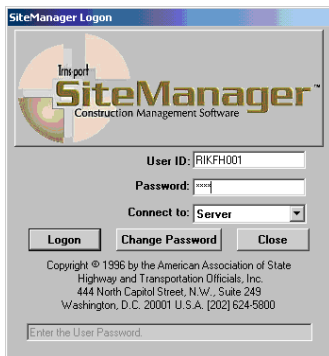 SiteManager Logon
Trns·port
SiteManager™
Construction Management Software
User ID: RIKFH001
Password: ****
Connect to: Server
Logon Change Password Close
Copyright © 1996 by the American Association of State
Highway and Transportation Officials, Inc.
444 North Capitol Street, N.W., Suite 249
Washington, D.C. 20001 U.S.A. (202) 624-5800
Enter the User Password.